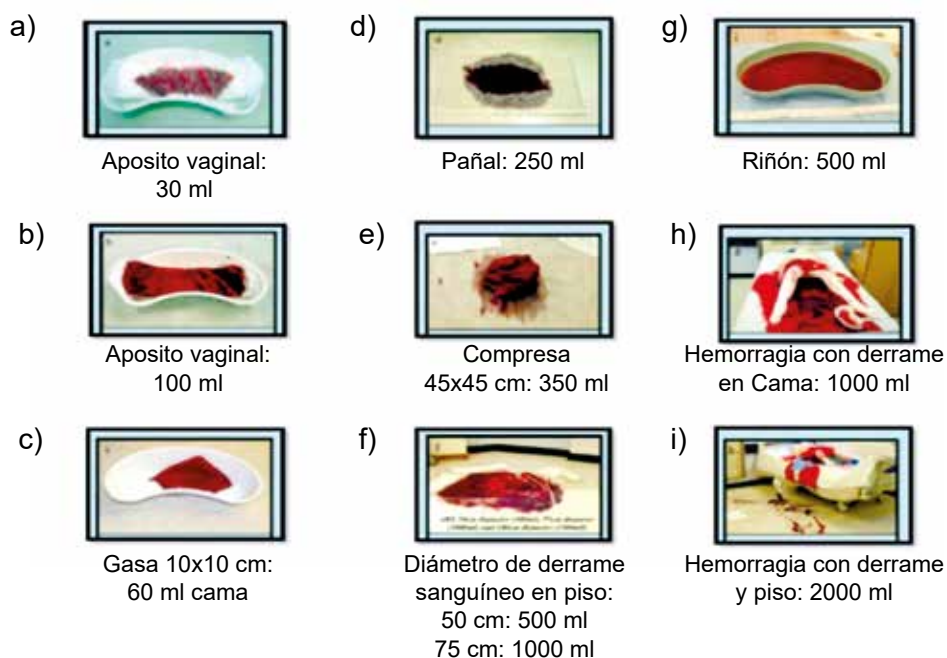 a)
Aposito vaginal:
30 ml
b)
Aposito vaginal:
100 ml
c)
Gasa 10x10 cm:
60 ml cama
d)
Pañal: 250 ml
e)
Compresa
45x45 cm: 350 ml
f)
Diámetro de derrame
sanguíneo en piso:
50 cm: 500 ml
75 cm: 1000 ml
g)
Riñón: 500 ml
h)
Hemorragia con derrame
en Cama: 1000 ml
i)
Hemorragia con derrame
y piso: 2000 ml